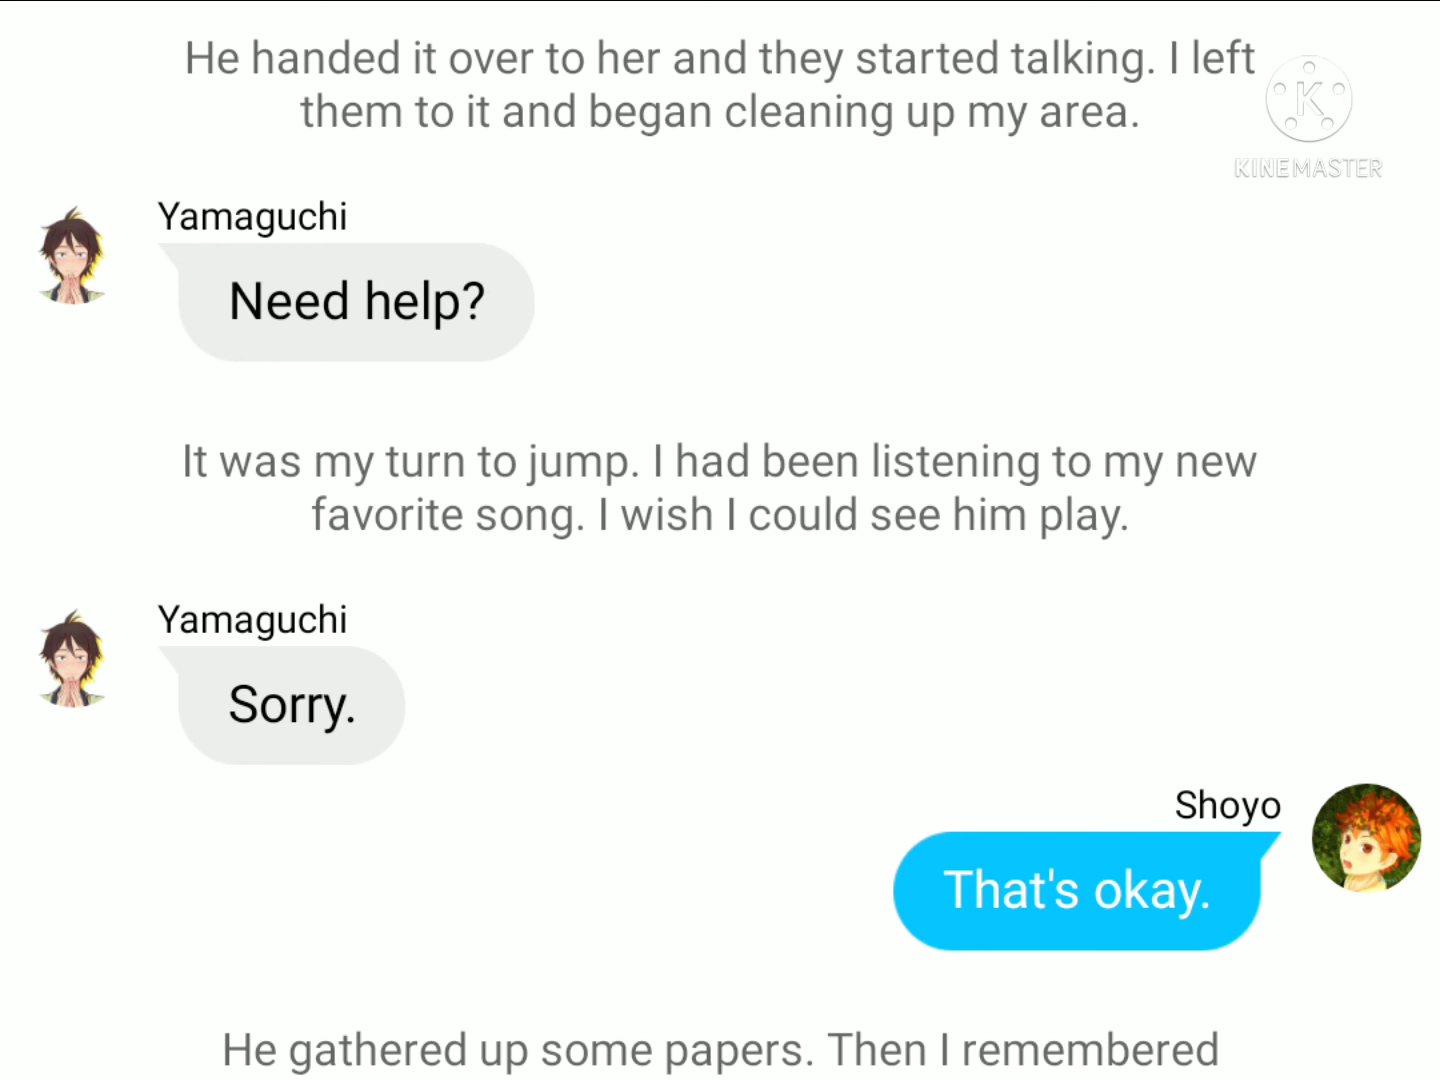 He handed it over to her and they started talking. I left
them to it and began cleaning up my area.
K
KINEMASTER
Yamaguchi
Need help?
It was my turn to jump. I had been listening to my new
favorite song. I wish I could see him play.
Yamaguchi
Sorry.
Shoyo
That's okay.
He gathered up some papers. Then I remembered